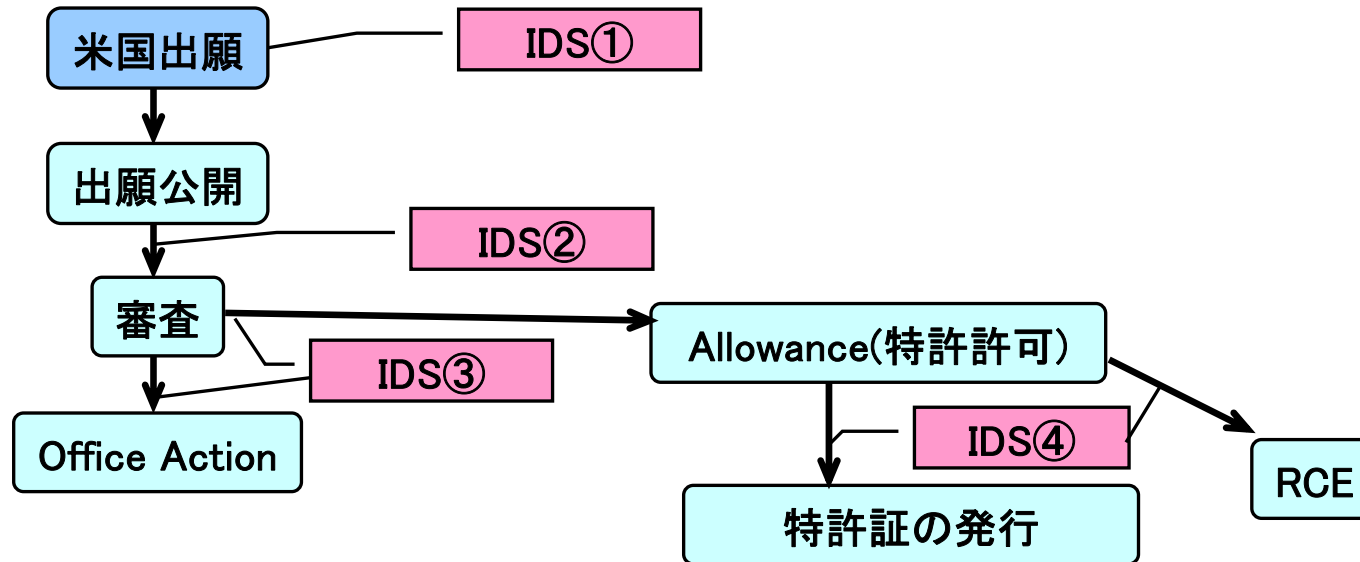 米国出願
IDS①
出願公開
IDS②
審査
Allowance(特許許可)
IDS③
IDS④
Office Action
RCE
特許証の発行